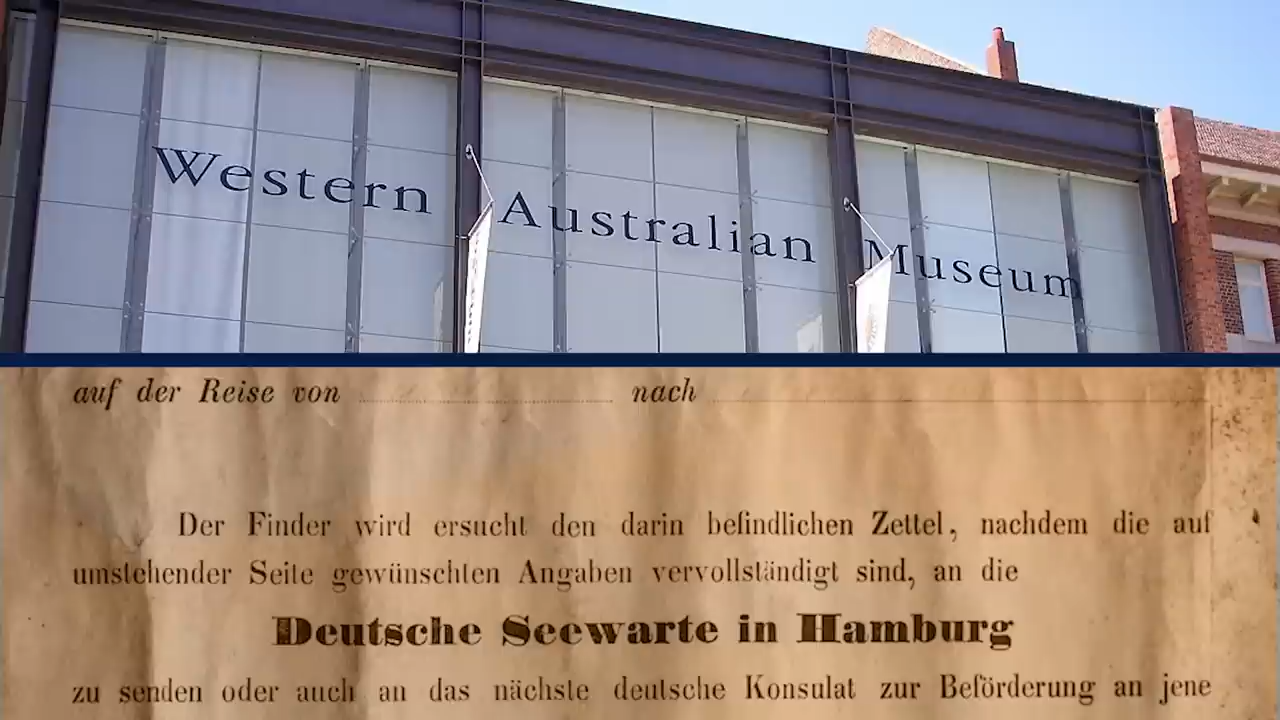 Western Australian Museum
auf der Reise von nach
Der Finder wird ersucht den darin befindlichen Zettel, nachdem die auf
umstehender Seite gewünschten Angaben vervollständigt sind, an die
Deutsche Seewarte in Hamburg
zu senden oder auch an das nächste deutsche Konsulat zur Beförderung an jene